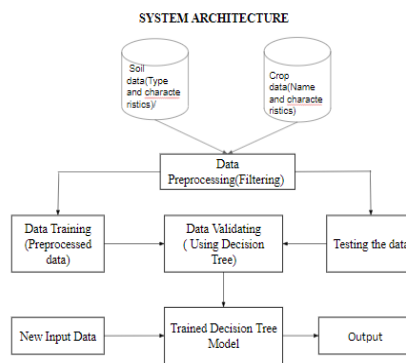 SYSTEM ARCHITECTURE
Soil
data(Type
and characte
ristics)/
Crop
data(Name
and characte
ristics)
Data
Preprocessing(Filtering)
Data Training
(Preprocessed
data)
Data Validating
( Using Decision
Tree)
Testing the data
New Input Data
Trained Decision Tree
Model
Output